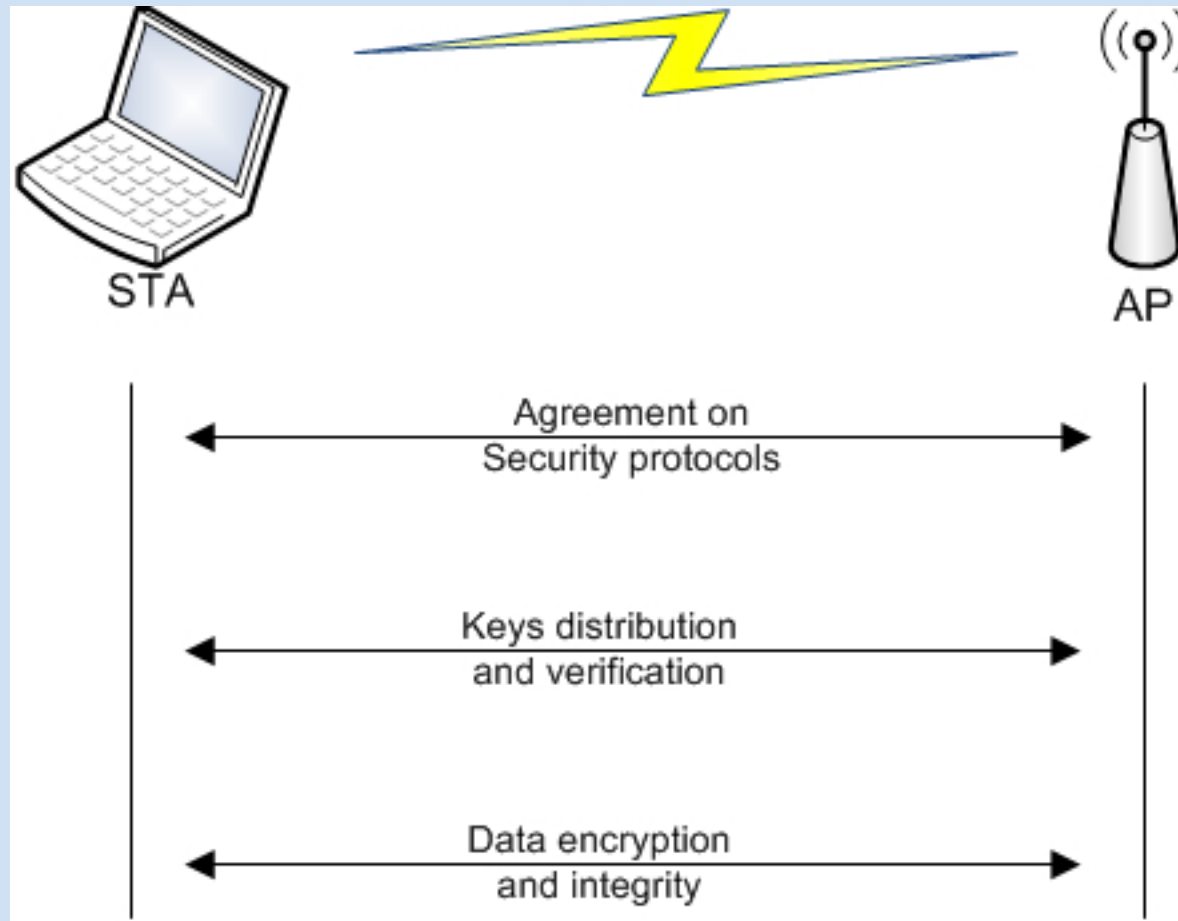 STA
AP
Agreement on
Security protocols
Keys distribution
and verification
Data encryption
and integrity